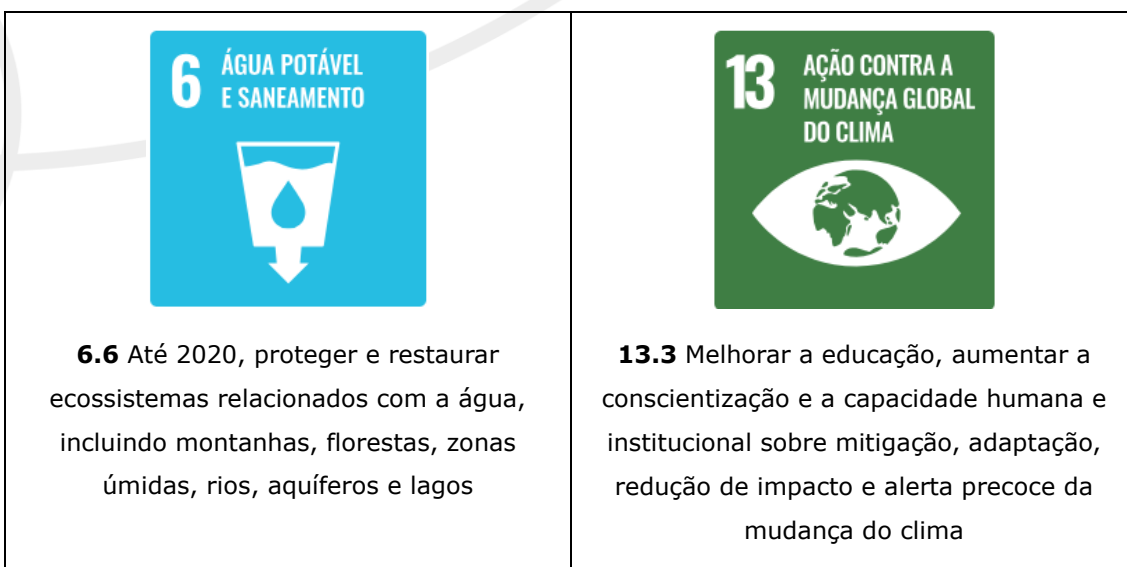 6 ÁGUA POTÁVEL
E SANEAMENTO
6.6 Até 2020, proteger e restaurar
ecossistemas relacionados com a água,
incluindo montanhas, florestas, zonas
úmidas, rios, aquíferos e lagos
13 AÇÃO CONTRA A
MUDANÇA GLOBAL
DO CLIMA
13.3 Melhorar a educação, aumentar a
conscientização e a capacidade humana e
institucional sobre mitigação, adaptação,
redução de impacto e alerta precoce da
mudança do clima